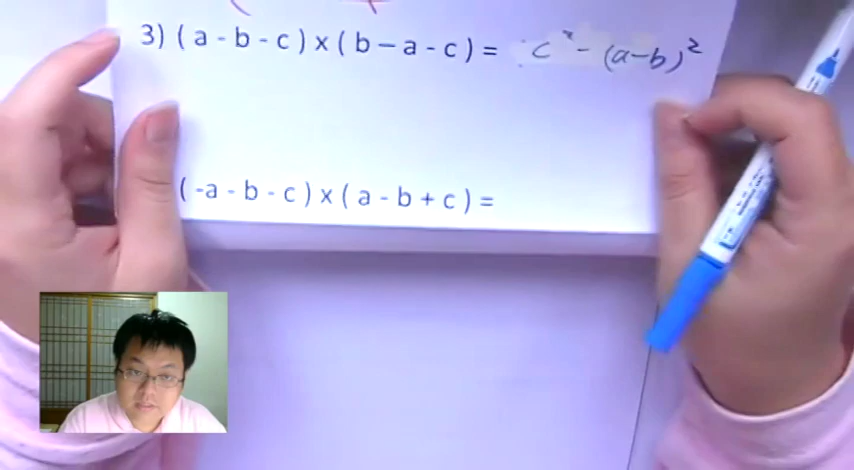 3) ( a - b - c ) x ( b – a - c ) = c² - (a-b)²
( -a - b - c ) x ( a - b + c ) =